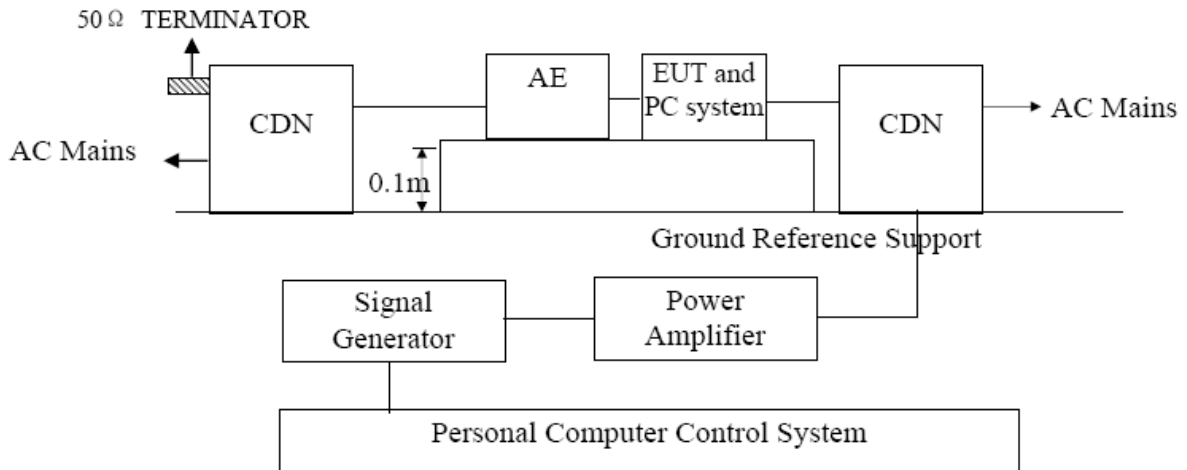 50Ω TERMINATOR
AE
EUT and
PC system
CDN
CDN
AC Mains
AC Mains
0.1m
Ground Reference Support
Signal
Generator
Power
Amplifier
Personal Computer Control System